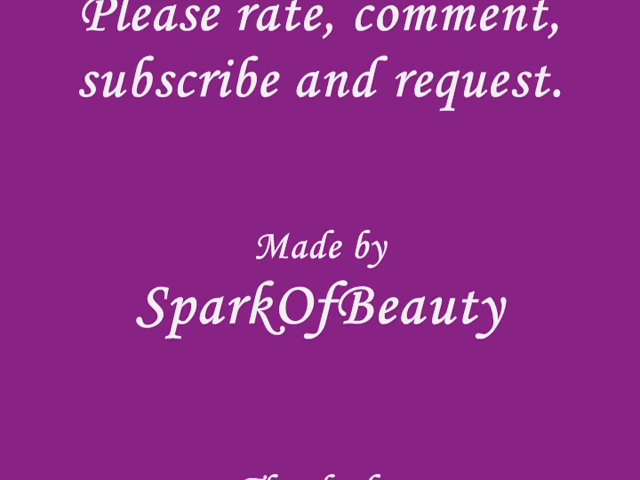 Please rate, comment,
subscribe and request.
Made by
SparkOfBeauty